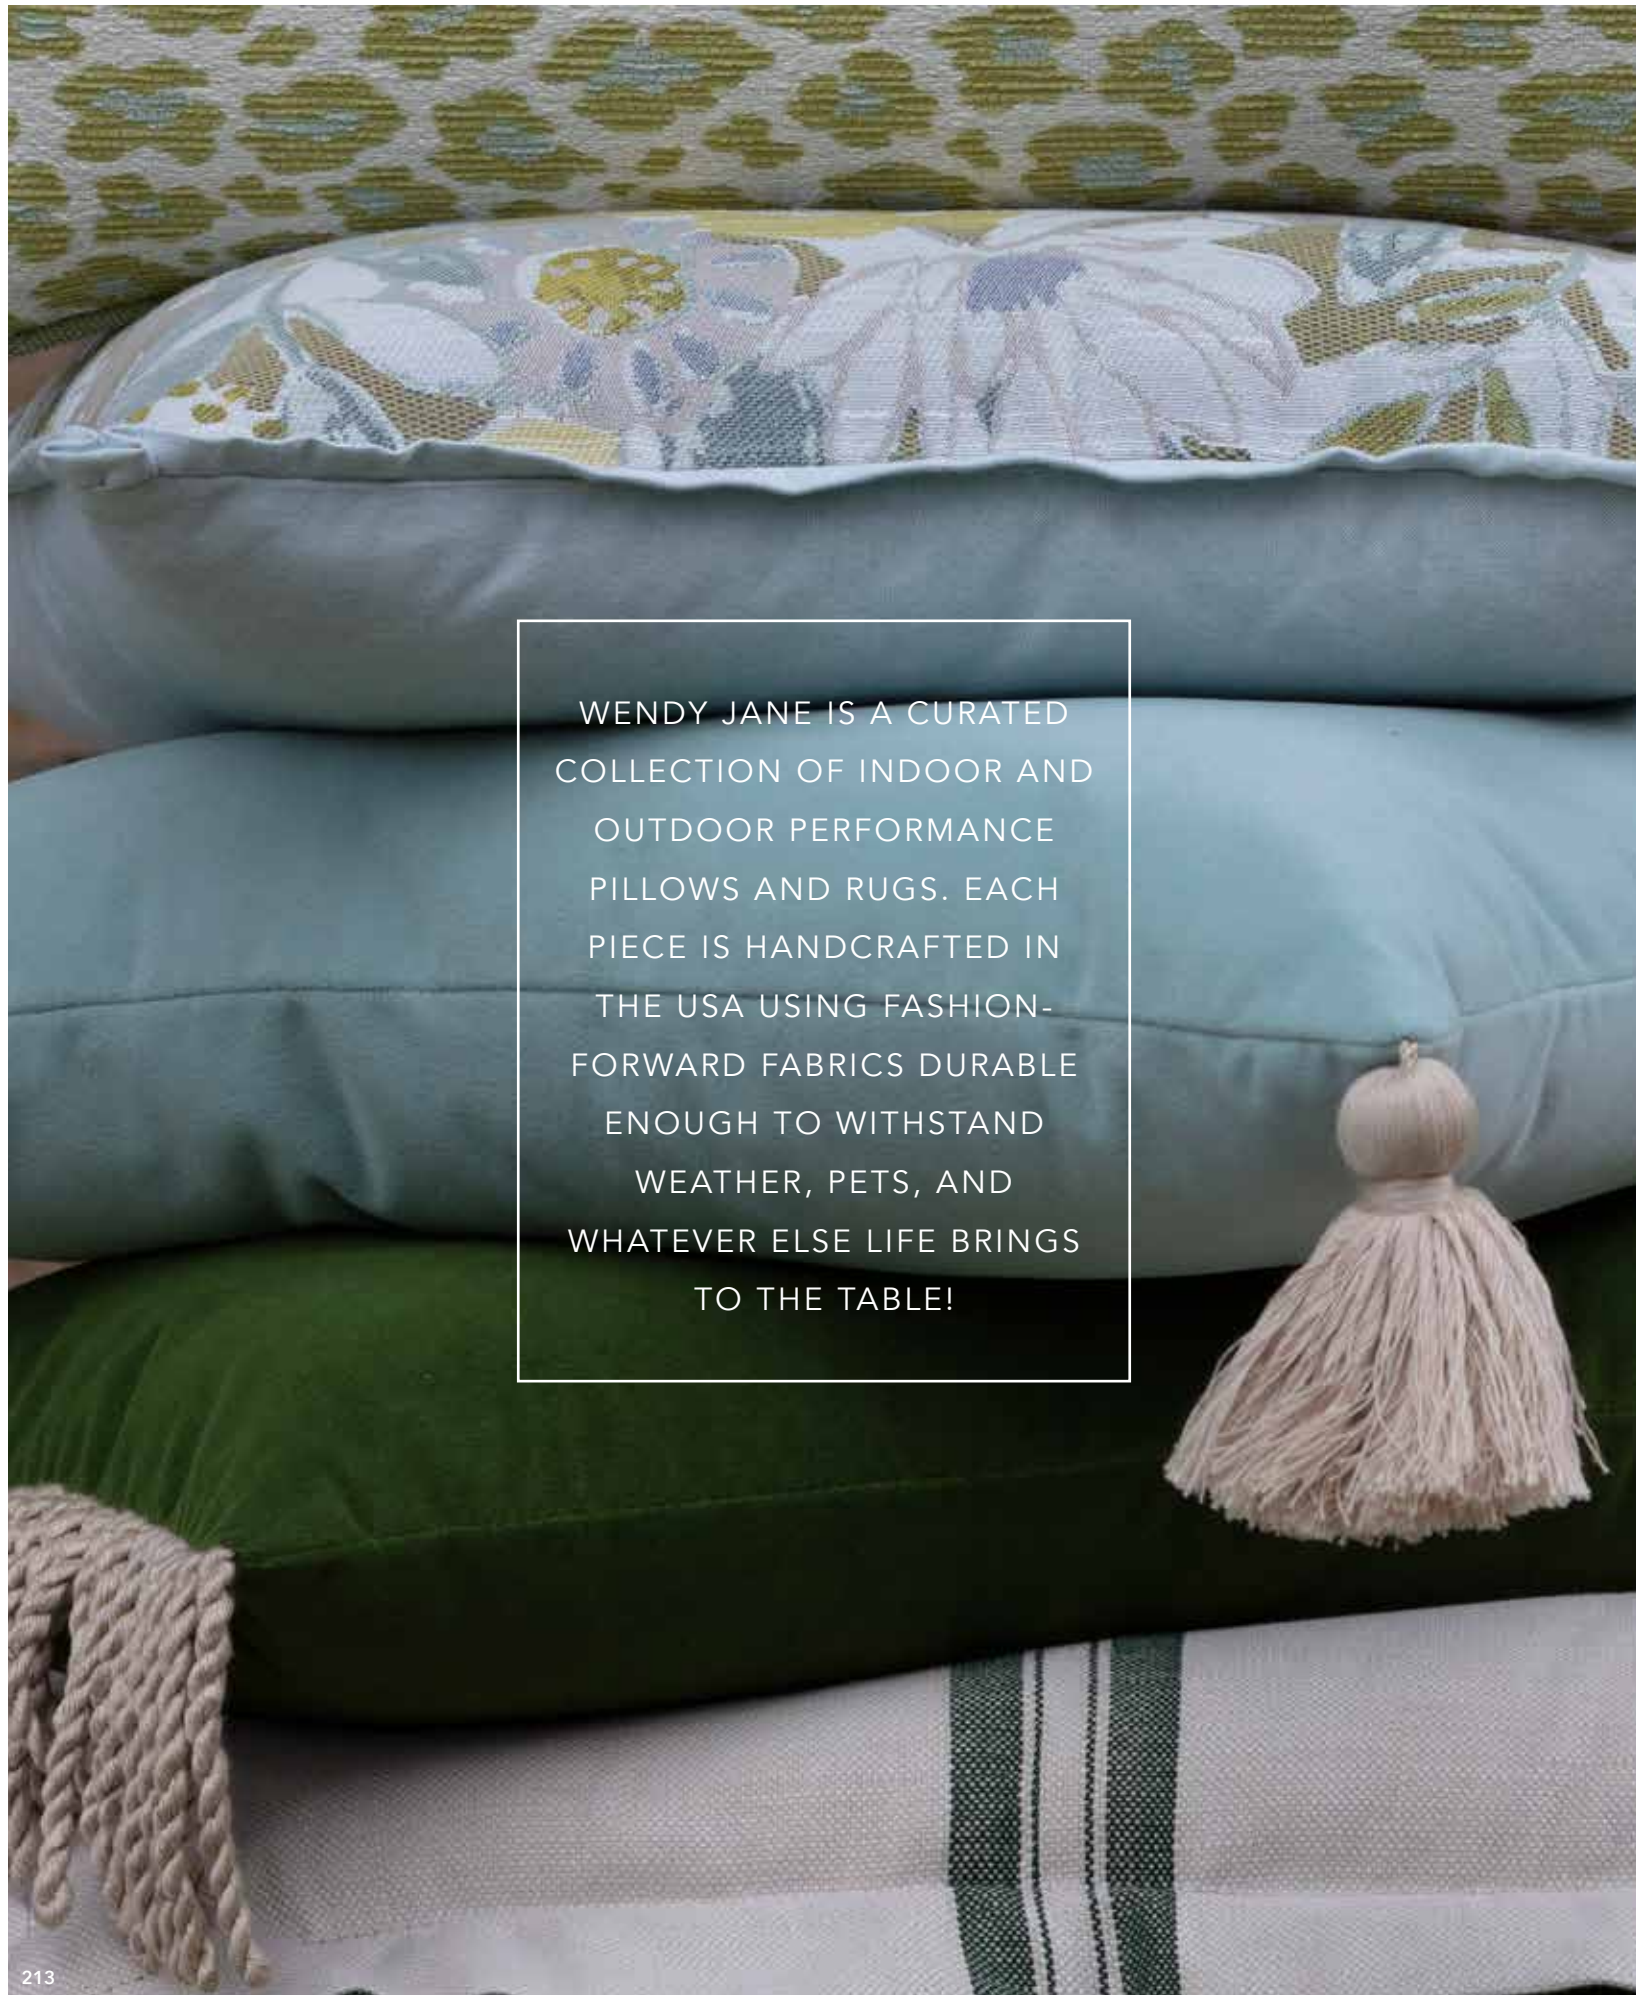 WENDY JANE IS A CURATED
COLLECTION OF INDOOR AND
OUTDOOR PERFORMANCE
PILLOWS AND RUGS. EACH
PIECE IS HANDCRAFTED IN
THE USA USING FASHION-
FORWARD FABRICS DURABLE
ENOUGH TO WITHSTAND
WEATHER, PETS, AND
WHATEVER ELSE LIFE BRINGS
TO THE TABLE!
213